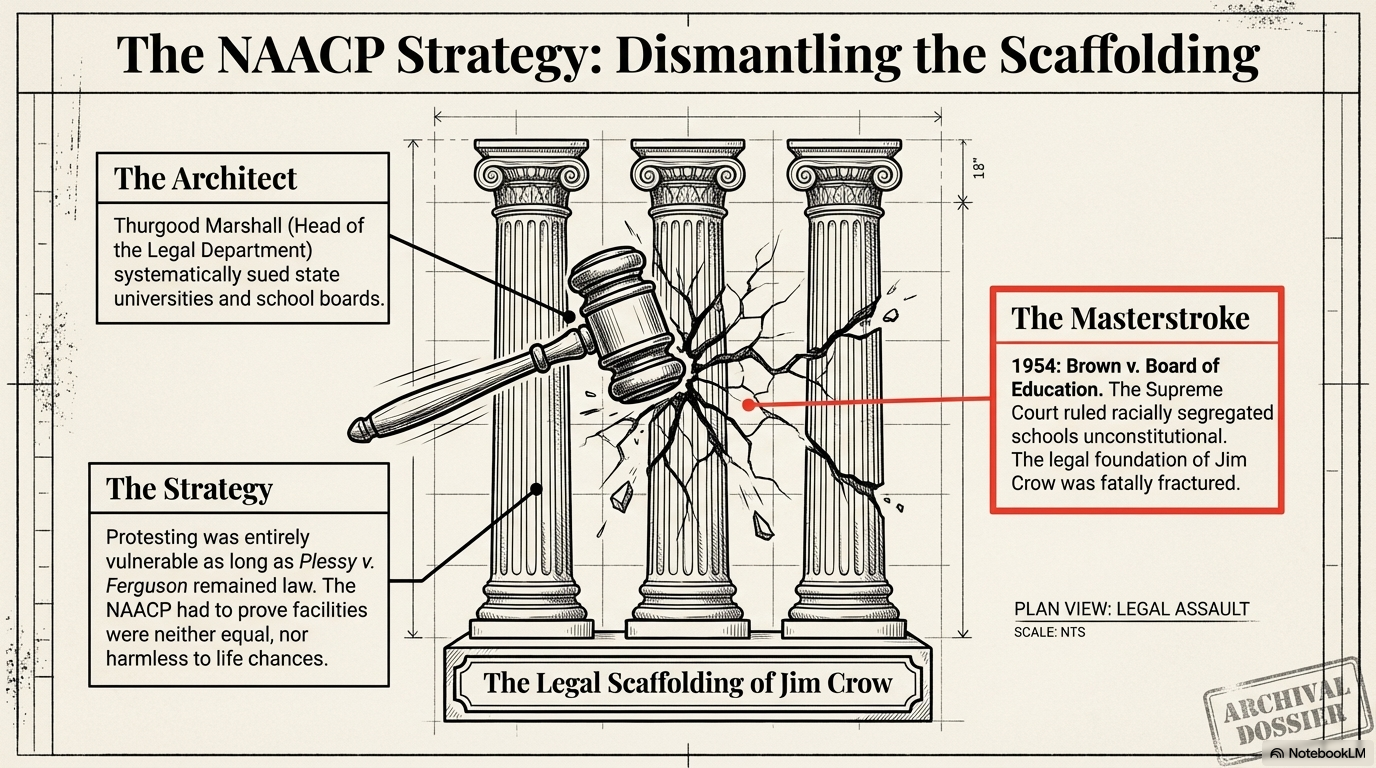 The NAACP Strategy: Dismantling the Scaffolding
The Architect
Thurgood Marshall (Head of
the Legal Department)
systematically sued state
universities and school boards.
The Strategy
Protesting was entirely
vulnerable as long as Plessy v.
Ferguson remained law. The
NAACP had to prove facilities
were neither equal, nor
harmless to life chances.
18"
The Masterstroke
1954: Brown v. Board of
Education. The Supreme
Court ruled racially segregated
schools unconstitutional.
The legal foundation of Jim
Crow was fatally fractured.
PLAN VIEW: LEGAL ASSAULT
SCALE: NTS
The Legal Scaffolding of Jim Crow
ARCHIVAL
DOSSIER
NotebookLM